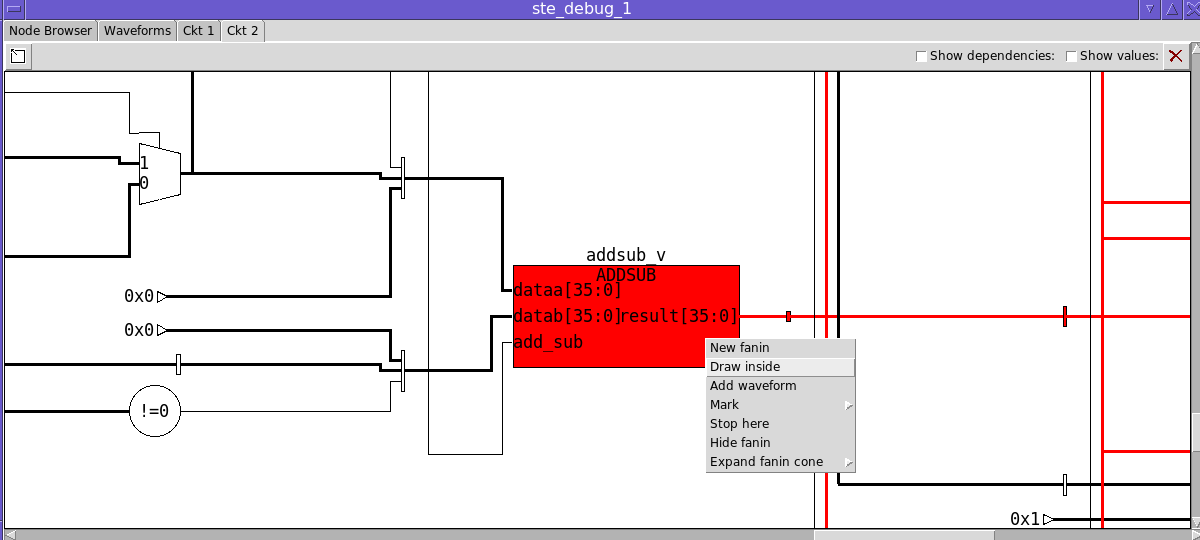 ste_debug_1
Node Browser
Waveforms
Ckt 1
Ckt 2
Show dependencies:
Show values:
1
0
0x0
0x0
!=0
addsub_v
ADDSUB
dataa[35:0]
datab[35:0]
result[35:0]
add_sub
New fanin
Draw inside
Add waveform
Mark
Stop here
Hide fanin
Expand fanin cone
0x1